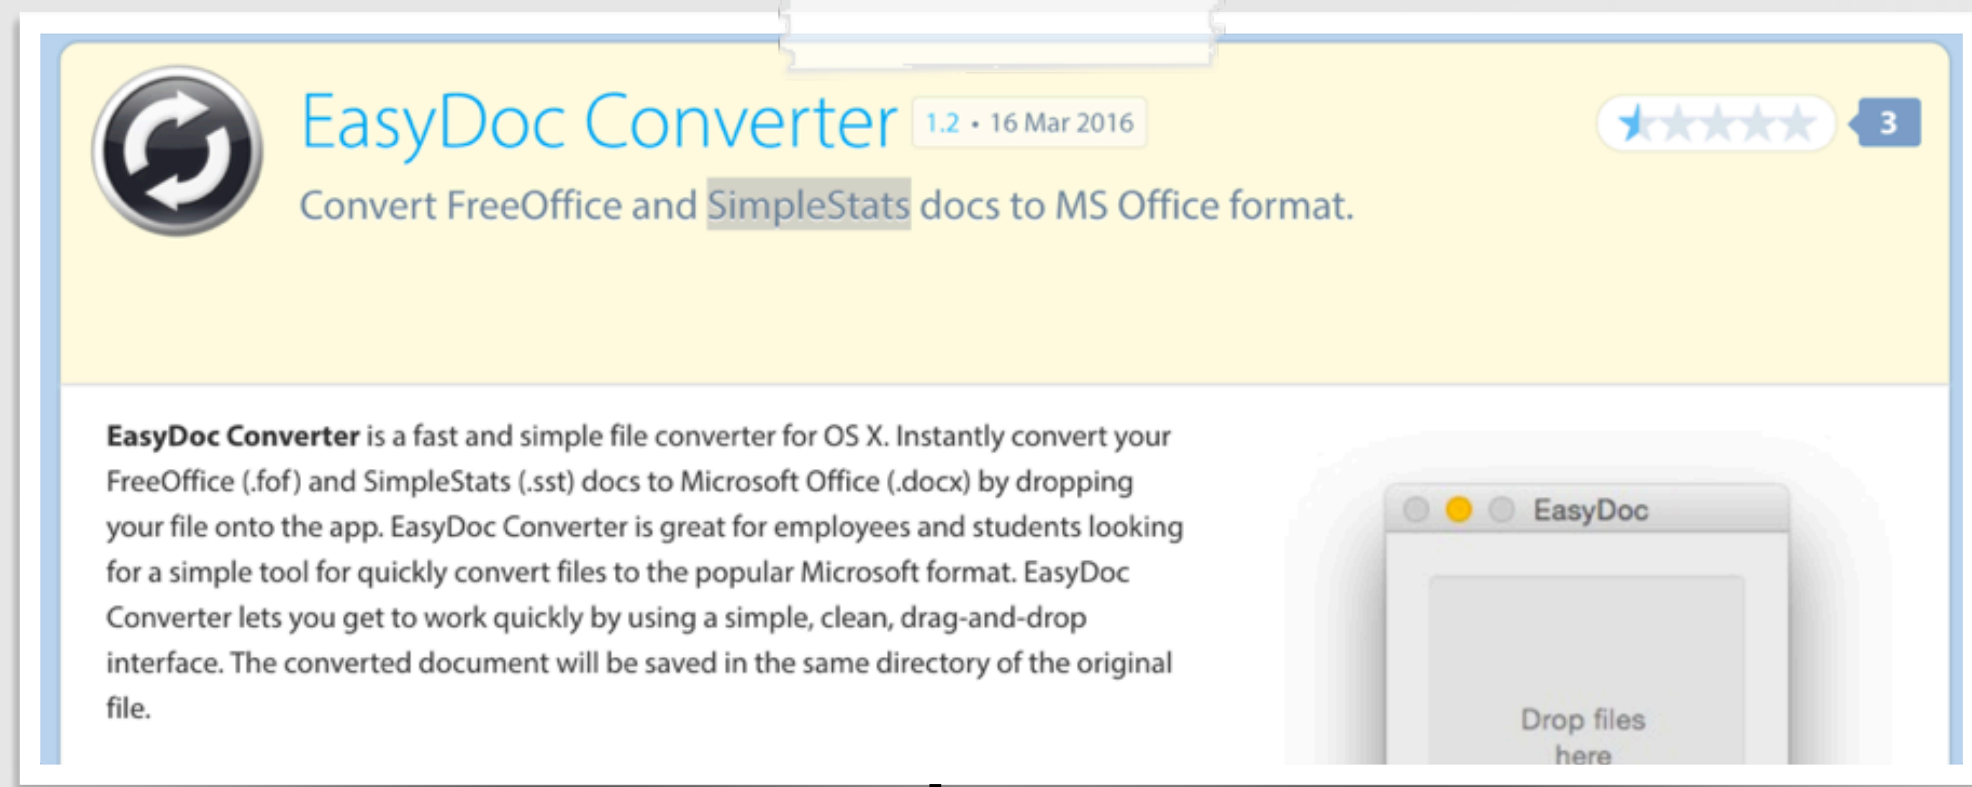 EasyDoc Converter 1.2 • 16 Mar 2016
3
Convert FreeOffice and SimpleStats docs to MS Office format.
EasyDoc Converter is a fast and simple file converter for OS X. Instantly convert your
FreeOffice (.fof) and SimpleStats (.sst) docs to Microsoft Office (.docx) by dropping
your file onto the app. EasyDoc Converter is great for employees and students looking
for a simple tool for quickly convert files to the popular Microsoft format. EasyDoc
Converter lets you get to work quickly by using a simple, clean, drag-and-drop
interface. The converted document will be saved in the same directory of the original
file.
EasyDoc
Drop files
here